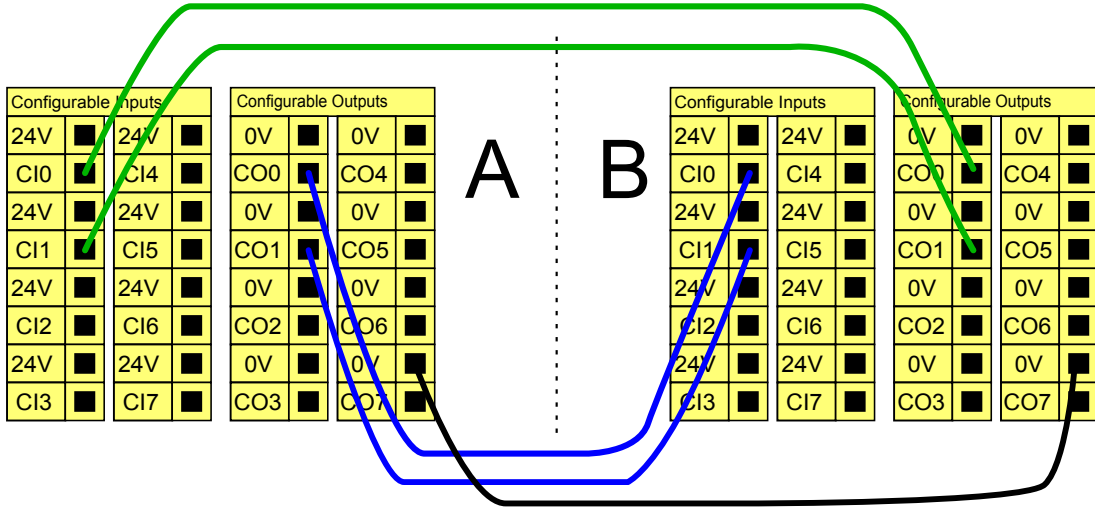 Configurable Inputs Configurable Outputs Configurable Inputs Configurable Outputs
24V 24V 0V 0V A B 24V 24V 0V 0V
CI0 CI4 CO0 CO4 CI0 CI4 CO0 CO4
24V 24V 0V 0V 24V 24V 0V 0V
CI1 CI5 CO1 CO5 CI1 CI5 CO1 CO5
24V 24V 0V 0V 24V 24V 0V 0V
CI2 CI6 CO2 CO6 CI2 CI6 CO2 CO6
24V 24V 0V 0V 24V 24V 0V 0V
CI3 CI7 CO3 CO7 CI3 CI7 CO3 CO7